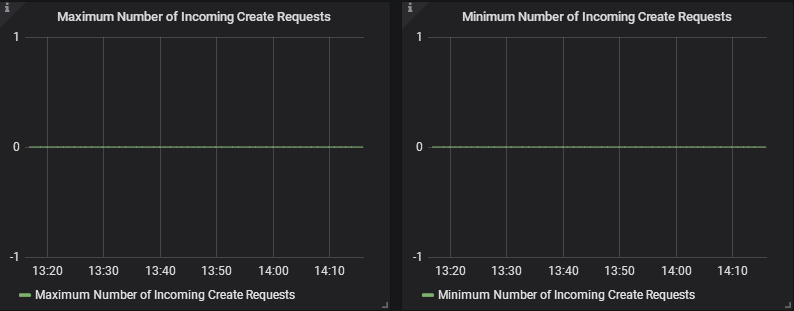 i
Maximum Number of Incoming Create Requests
1
0
-1
13:20 13:30 13:40 13:50 14:00 14:10
Maximum Number of Incoming Create Requests
i
Minimum Number of Incoming Create Requests
1
0
-1
13:20 13:30 13:40 13:50 14:00 14:10
Minimum Number of Incoming Create Requests